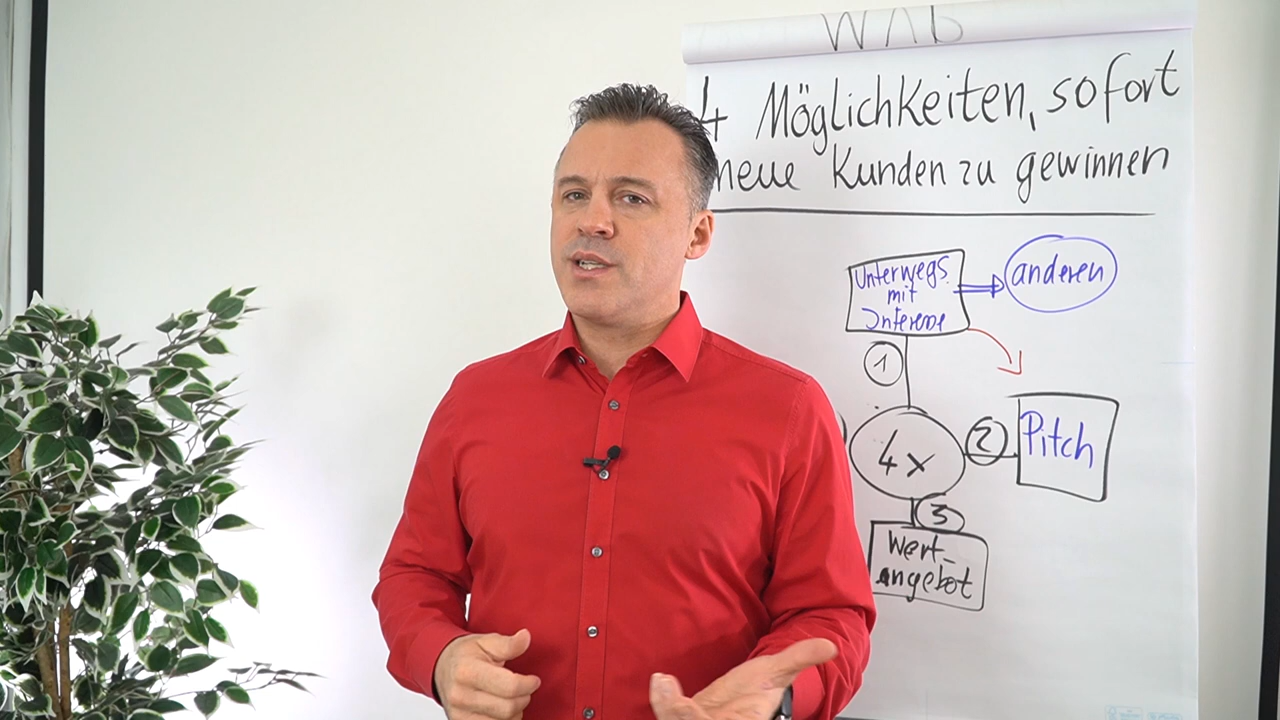 4 Möglichkeiten, sofort
neue Kunden zu gewinnen
Unterwegs
mit
Interesse
anderen
1
4x
2
Pitch
3
Wert-
angebot